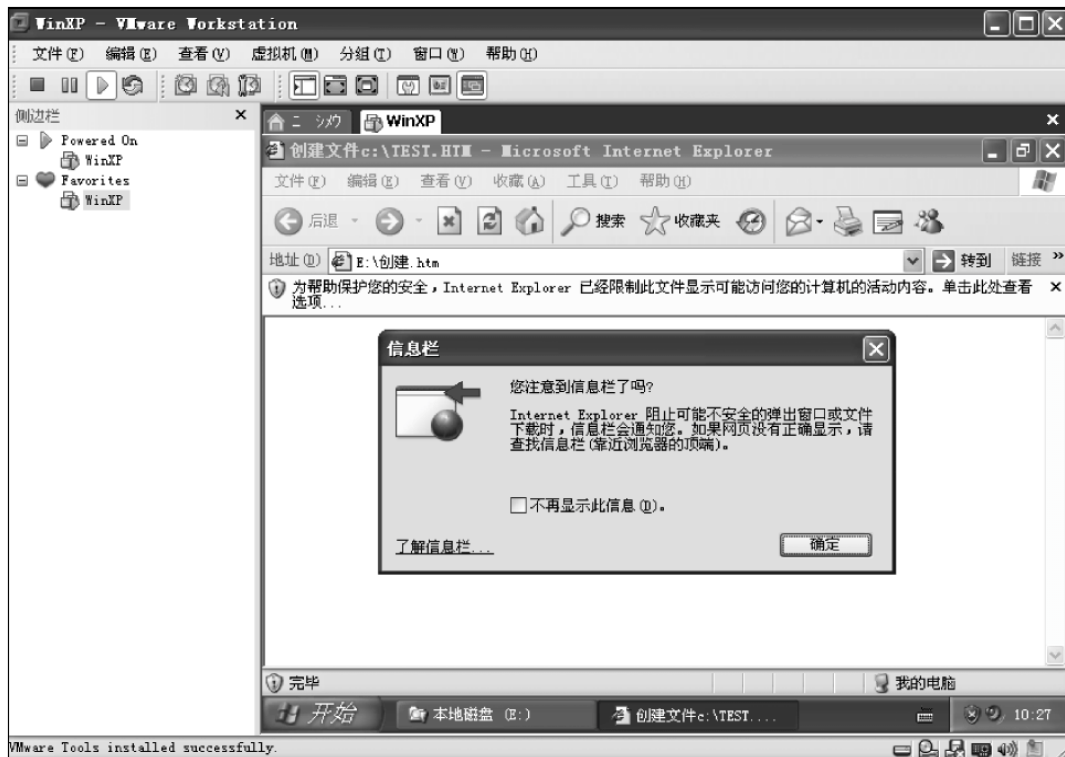 WinXP - VMware Workstation
文件(F) 编辑(E) 查看(V) 虚拟机(M) 分组(T) 窗口(W) 帮助(H)
侧边栏
Powered On
WinXP
Favorites
WinXP
WinXP
创建文件c:\TEST.HTM - Microsoft Internet Explorer
文件(F) 编辑(E) 查看(V) 收藏(A) 工具(T) 帮助(H)
后退 搜索 收藏夹
地址(D) E:\创建.htm 转到 链接 »
为帮助保护您的安全，Internet Explorer 已经限制此文件显示可能访问您的计算机的活动内容。单击此处查看
选项...
信息栏
您注意到信息栏了吗?
Internet Explorer 阻止可能不安全的弹出窗口或文件
下载时，信息栏会通知您。如果网页没有正确显示，请
查找信息栏(靠近浏览器的顶端)。
不再显示此信息(D)。
了解信息栏...
确定
完毕 我的电脑
开始 本地磁盘 (E:) 创建文件c:\TEST.... 10:27
VMware Tools installed successfully.